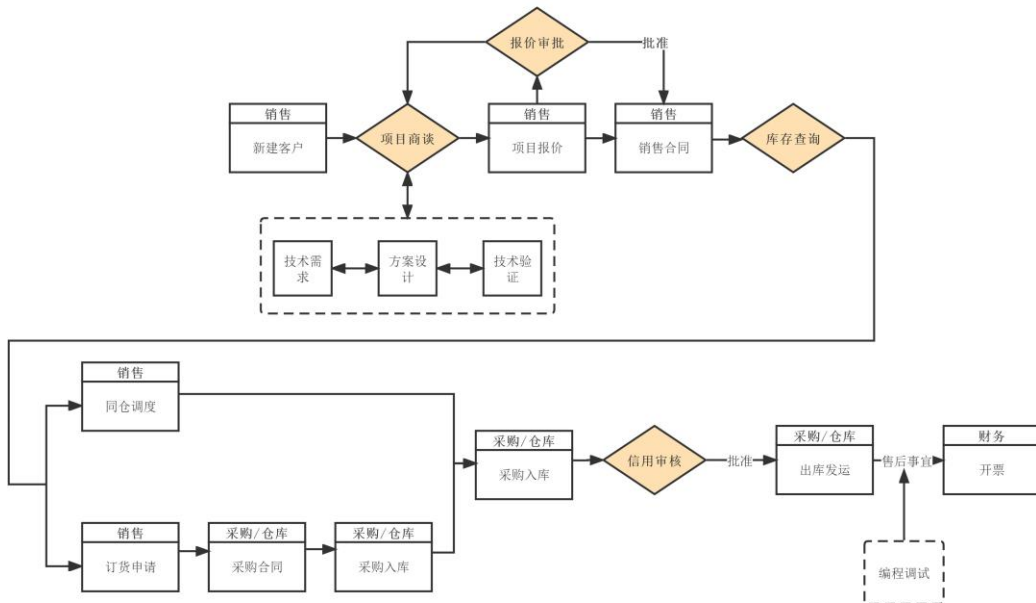 报价审批
批准
销售
新建客户
项目商谈
销售
项目报价
销售
销售合同
库存查询
技术需
求
方案设
计
技术验
证
销售
同仓调度
采购/仓库
采购入库
信用审核
批准
采购/仓库
出库发运
售后事宜
财务
开票
销售
订货申请
采购/仓库
采购合同
采购/仓库
采购入库
编程调试